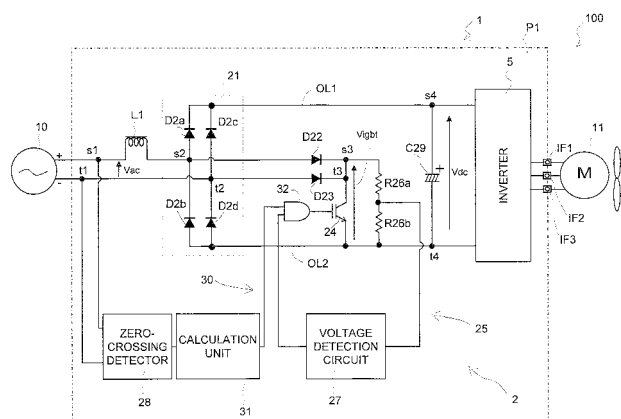 1
P1
100
21
5
L1
D2a
D2c
OL1
s4
10
11
D22
s3
Vigbt
C29
+
IF1
+
s1
s2
t3
Vdc
INVERTER
M
t1
Vac
-
t2
32
D23
R26a
D2b
D2d
24
R26b
IF2
t4
IF3
OL2
30
25
ZERO-CROSSING DETECTOR
CALCULATION UNIT
VOLTAGE DETECTION CIRCUIT
28
31
27
2